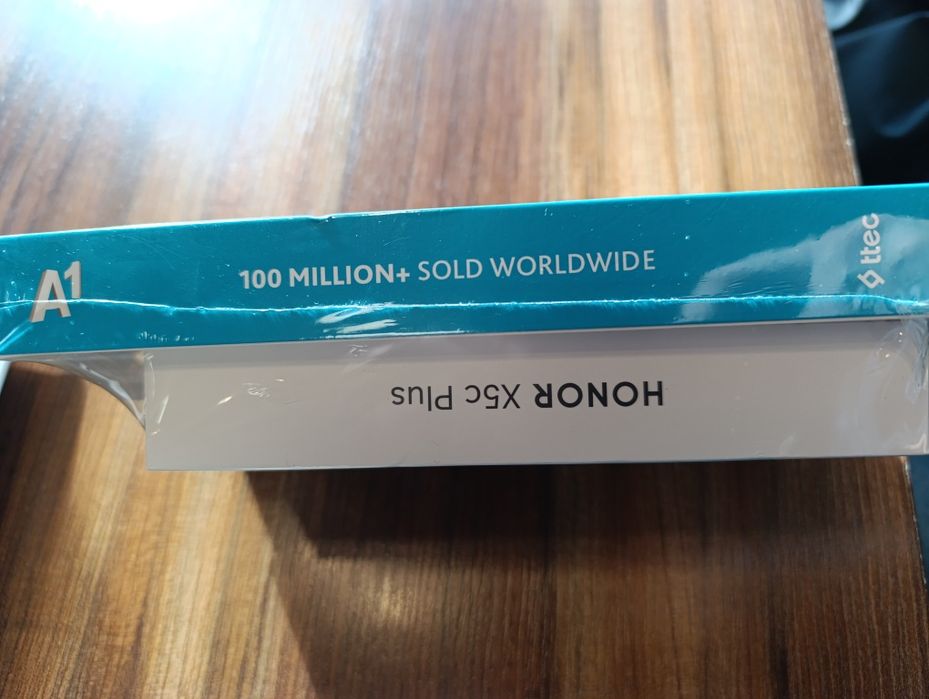 A1
100 MILLION+ SOLD WORLDWIDE
ttec
HONOR X5c Plus